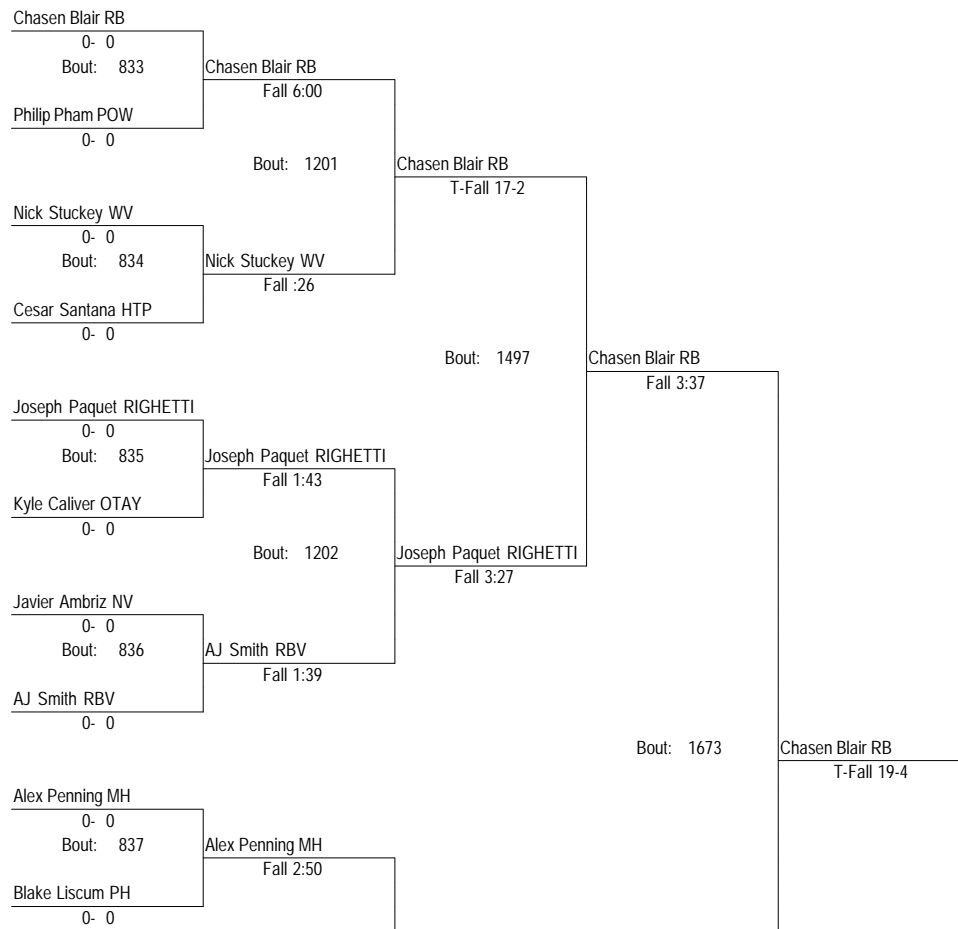 Chasen Blair RB
0- 0
Bout: 833
Chasen Blair RB
Fall 6:00
Philip Pham POW
0- 0
Bout: 1201
Chasen Blair RB
T-Fall 17-2
Nick Stuckey WV
0- 0
Bout: 834
Nick Stuckey WV
Fall :26
Cesar Santana HTP
0- 0
Bout: 1497
Chasen Blair RB
Fall 3:37
Joseph Paquet RIGHETTI
0- 0
Bout: 835
Joseph Paquet RIGHETTI
Fall 1:43
Kyle Caliver OTAY
0- 0
Bout: 1202
Joseph Paquet RIGHETTI
Fall 3:27
Javier Ambriz NV
0- 0
Bout: 836
AJ Smith RBV
Fall 1:39
AJ Smith RBV
0- 0
Bout: 1673
Chasen Blair RB
T-Fall 19-4
Alex Penning MH
0- 0
Bout: 837
Alex Penning MH
Fall 2:50
Blake Liscum PH
0- 0